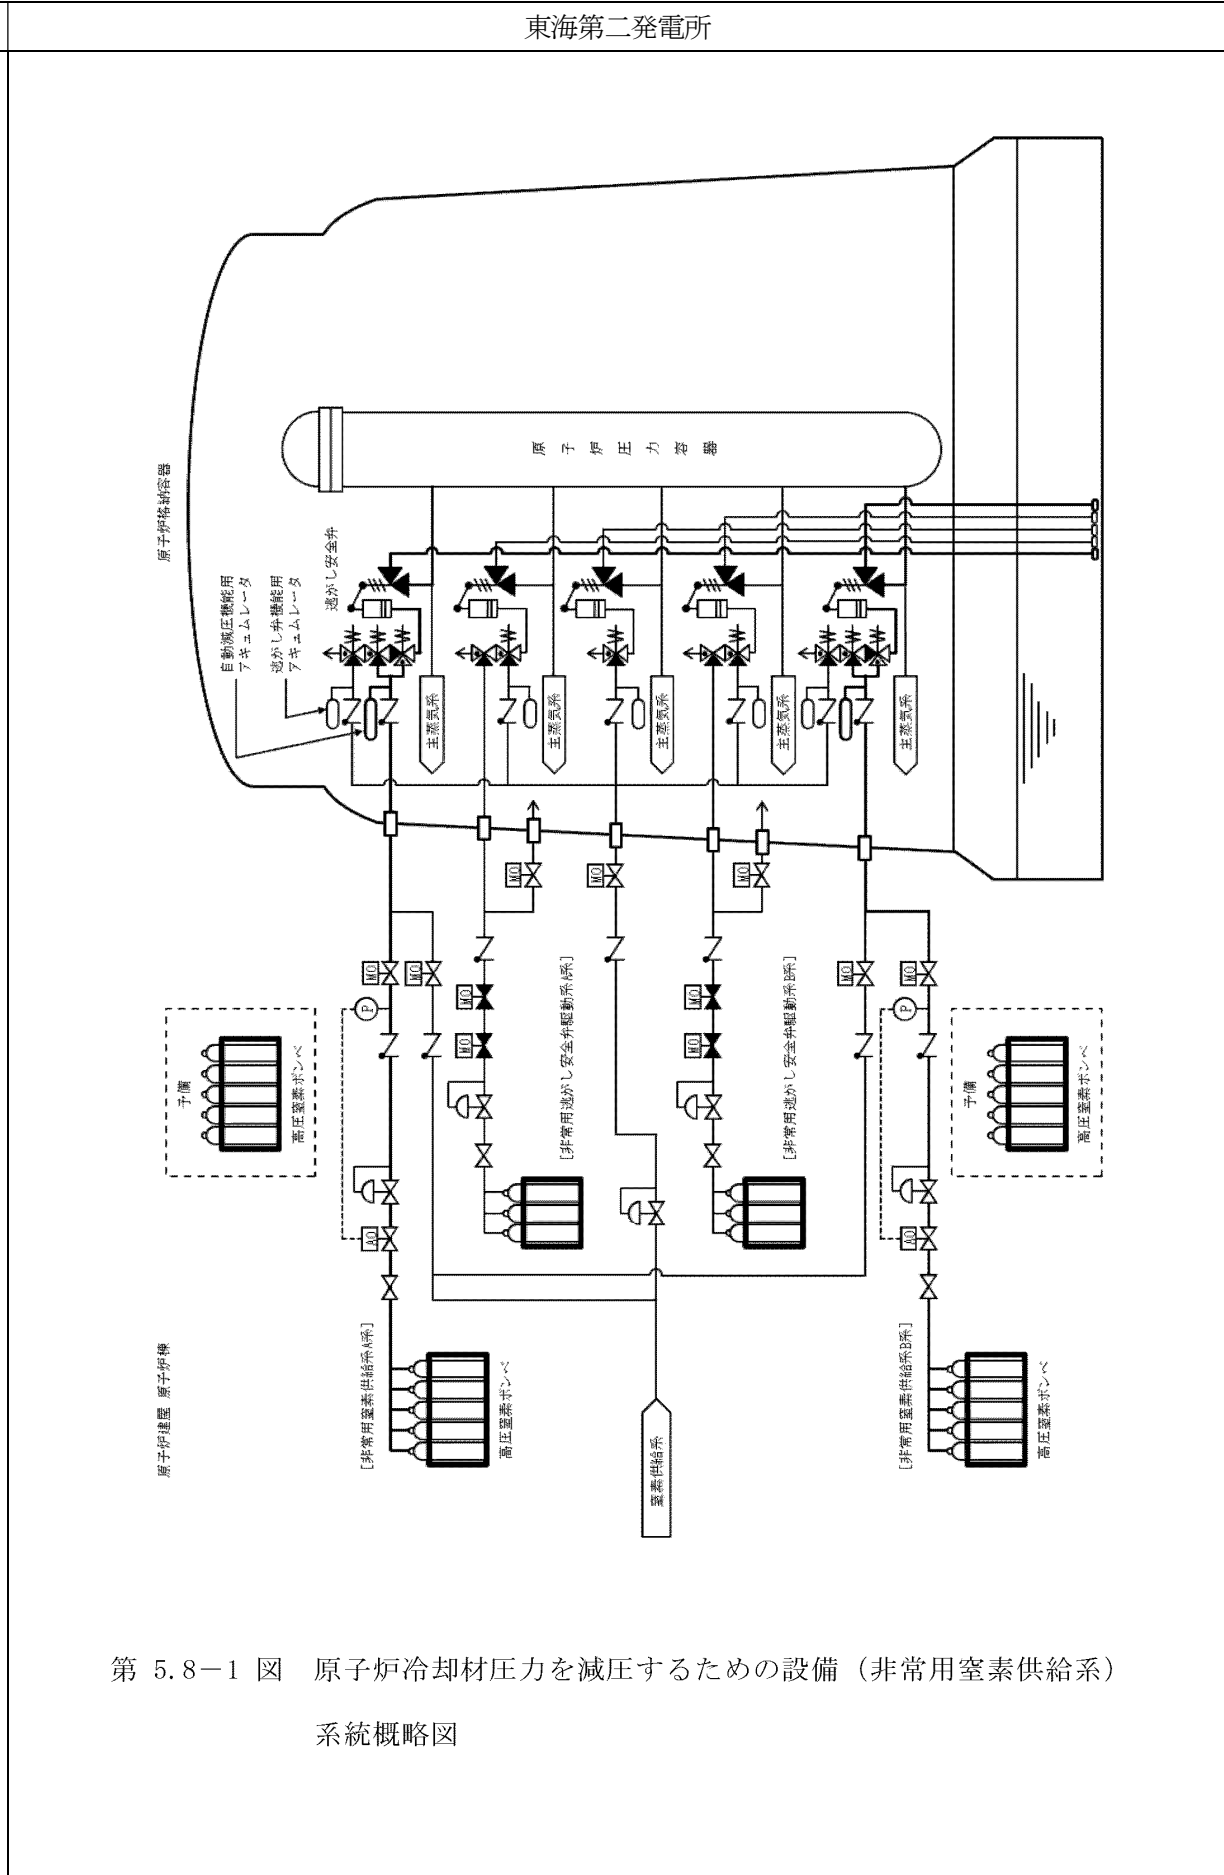 東海第二発電所
原子炉格納容器
自動減圧機能用
アキュムレータ
逃がし弁機能用
アキュムレータ
逃がし安全弁
原子炉圧力容器
主蒸気系
主蒸気系
主蒸気系
主蒸気系
主蒸気系
MO
MO
MO
MO
MO
MO
MO
MO
MO
MO
MO
P
P
予備
高圧窒素ボンベ
[非常用逃がし安全弁駆動系A系]
[非常用逃がし安全弁駆動系B系]
予備
高圧窒素ボンベ
AO
AO
原子炉建屋 原子炉棟
[非常用窒素供給系A系]
高圧窒素ボンベ
窒素供給系
[非常用窒素供給系B系]
高圧窒素ボンベ
第 5.8-1 図 原子炉冷却材圧力を減圧するための設備（非常用窒素供給系）
系統概略図